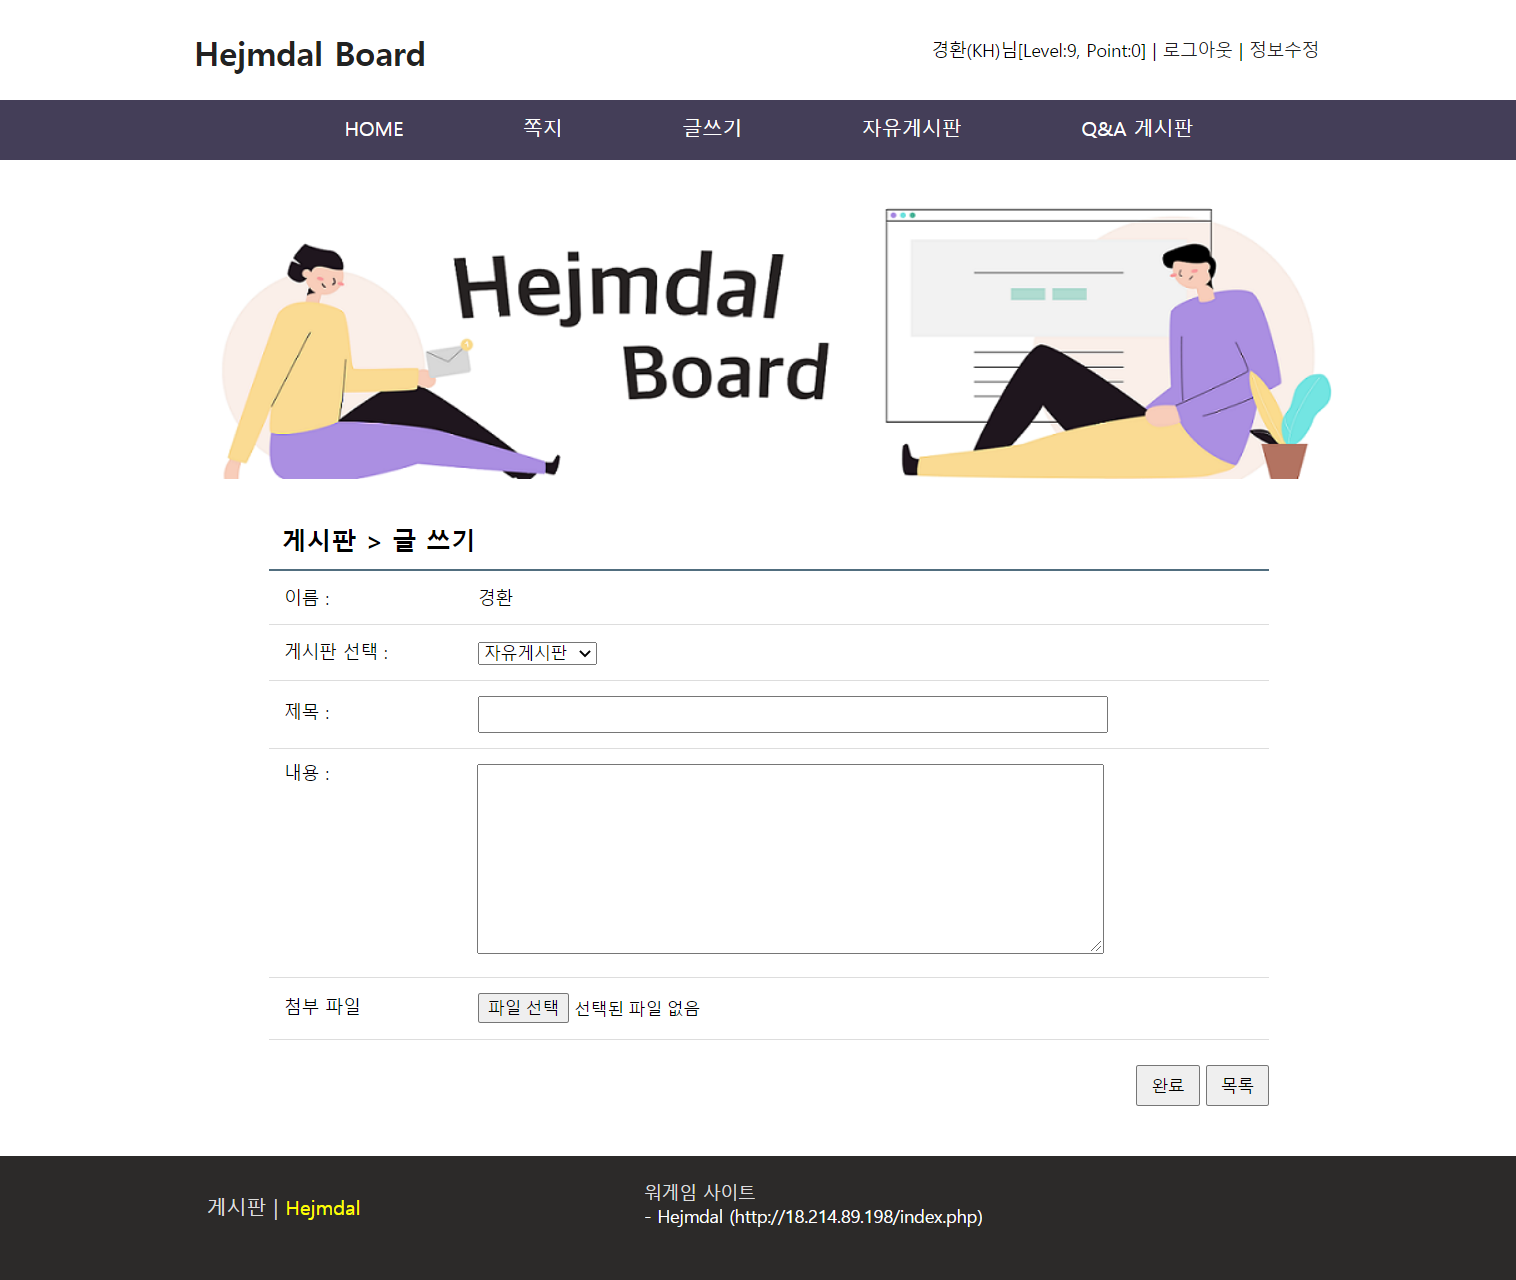 Hejmdal Board
경환(KH)님[Level:9, Point:0] | 로그아웃 | 정보수정
HOME 쪽지 글쓰기 자유게시판 Q&A 게시판
Hejmdal
Board
게시판 > 글 쓰기
이름 : 경환
게시판 선택 : 자유게시판
제목 :
내용 :
첨부 파일 파일 선택 선택된 파일 없음
완료 목록
게시판 | Hejmdal
워게임 사이트
- Hejmdal (http://18.214.89.198/index.php)